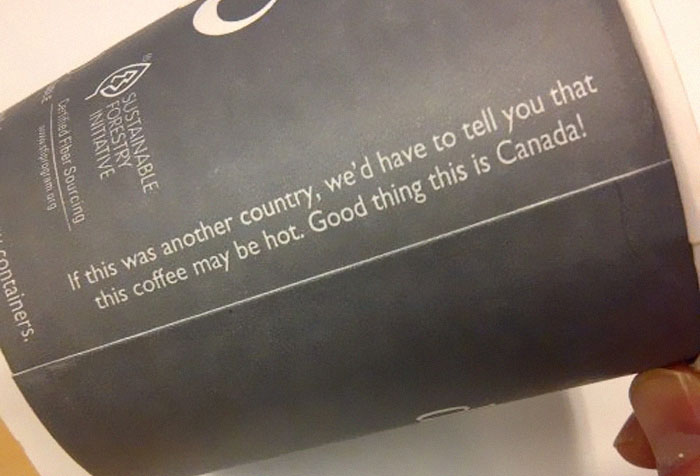 SUSTAINABLE
FORESTRY
INITIATIVE
Certified Fiber Sourcing
www.sfiprogram.org
If this was another country, we'd have to tell you that
this coffee may be hot. Good thing this is Canada!
containers.